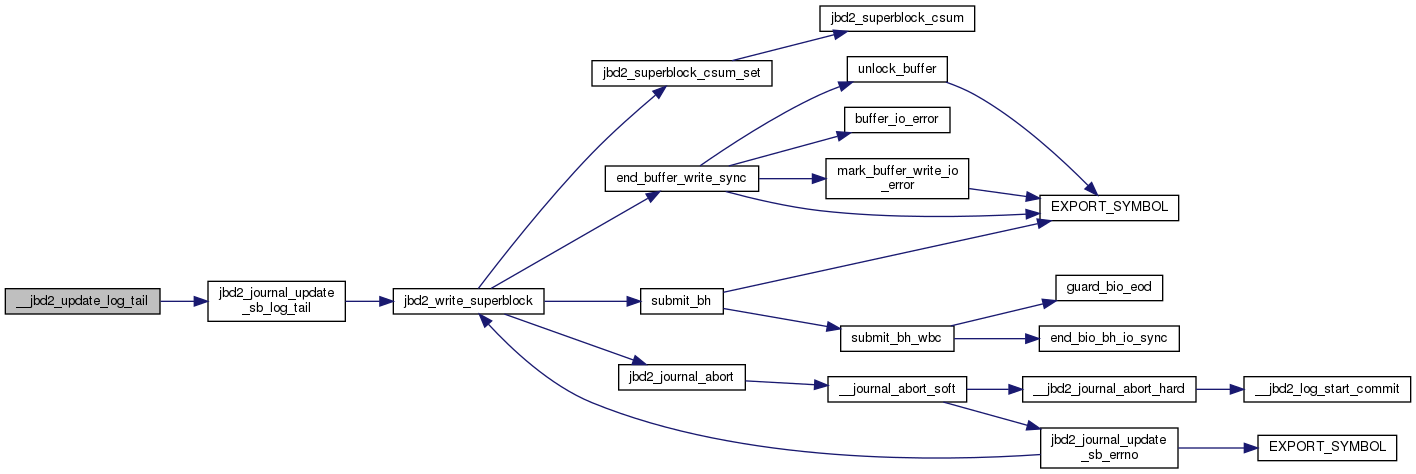 jbd2_superblock_csum
jbd2_superblock_csum_set
unlock_buffer
buffer_io_error
end_buffer_write_sync
mark_buffer_write_io
_error
EXPORT_SYMBOL
__jbd2_update_log_tail
jbd2_journal_update
_sb_log_tail
jbd2_write_superblock
submit_bh
guard_bio_eod
submit_bh_wbc
end_bio_bh_io_sync
jbd2_journal_abort
__journal_abort_soft
__jbd2_journal_abort_hard
__jbd2_log_start_commit
jbd2_journal_update
_sb_errno
EXPORT_SYMBOL